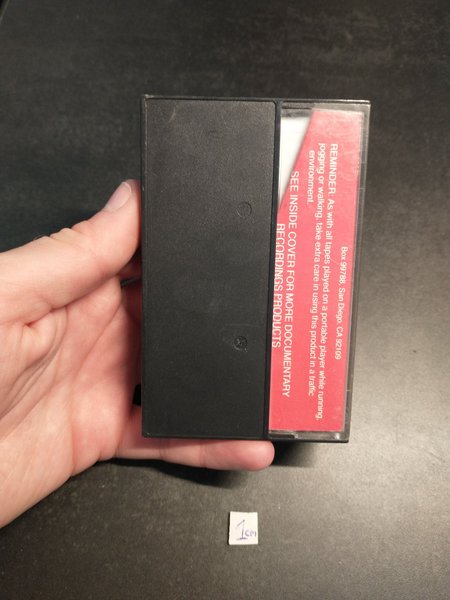 Box 99788, San Diego, CA 92109
REMINDER: As with all tapes played on a portable player while running,
jogging or walking, take extra care in using this product in a traffic
environment.
SEE INSIDE COVER FOR MORE DOCUMENTARY
RECORDINGS PRODUCTS
1cm